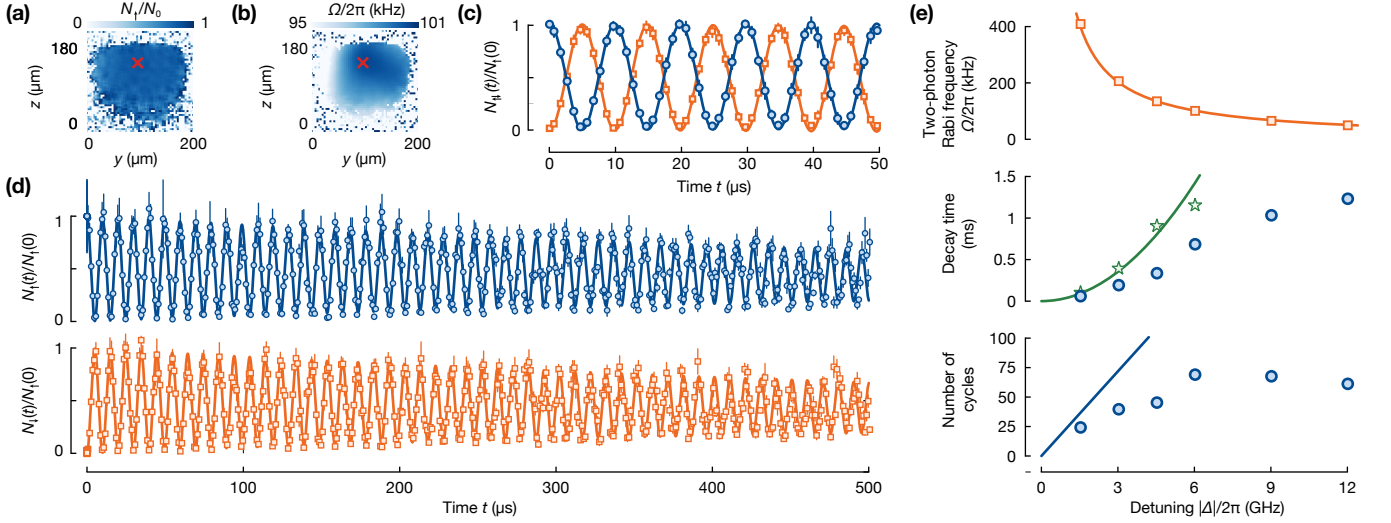 (a)
N↑/N₀
0 1
180
z (µm)
0
0 200
y (µm)
(b)
Ω/2π (kHz)
95 101
180
z (µm)
0
0 200
y (µm)
(c)
1
N↑↓(t)/N↑(0)
0
0 10 20 30 40 50
Time t (µs)
(d)
1
N↑(t)/N↑(0)
0
1
N↓(t)/N↑(0)
0
0 100 200 300 400 500
Time t (µs)
(e)
400
200
0
Two-photon
Rabi frequency
Ω/2π (kHz)
1.5
1
0.5
0
Decay time
(ms)
100
75
50
25
0
Number of
cycles
0 3 6 9 12
Detuning |Δ|/2π (GHz)